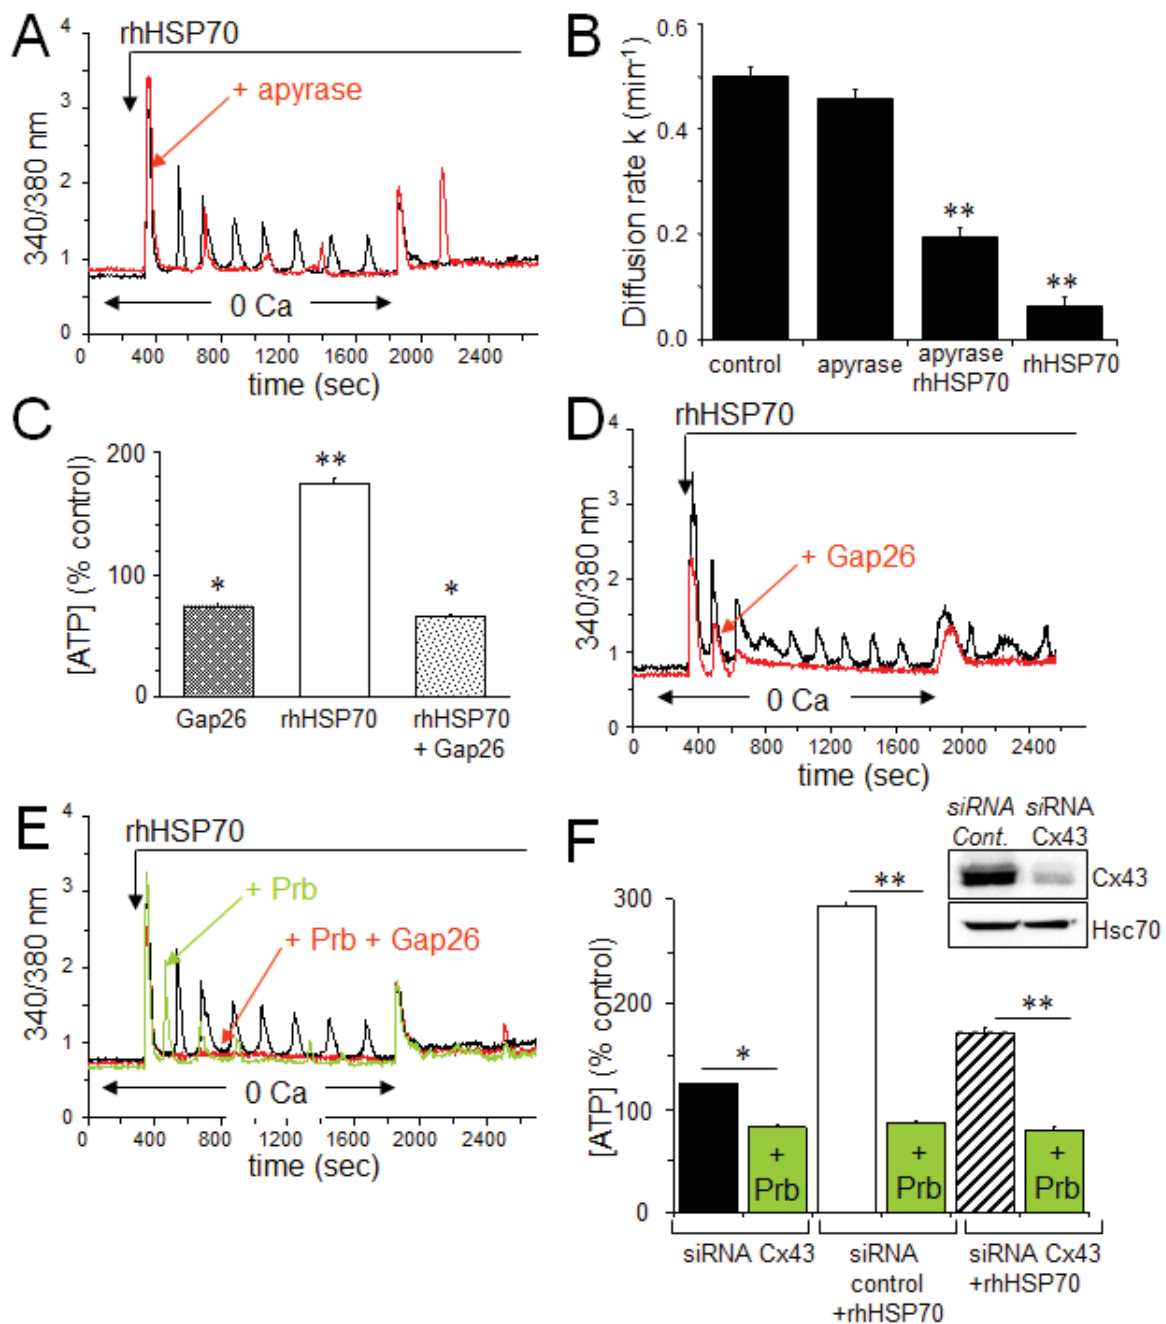 A
rhHSP70
+ apyrase
0 Ca
340/380 nm
4
3
2
1
0
0 400 800 1200 1600 2000 2400
time (sec)
B
Diffusion rate k (min-1)
0.6
0.4
0.2
0.0
**
**
control
apyrase
apyrase
rhHSP70
rhHSP70
C
[ATP] (% control)
200
100
0
*
**
*
Gap26
rhHSP70
rhHSP70
+ Gap26
D
rhHSP70
+ Gap26
0 Ca
340/380 nm
4
3
2
1
0
0 400 800 1200 1600 2000 2400
time (sec)
E
rhHSP70
+ Prb
+ Prb + Gap26
0 Ca
340/380 nm
4
3
2
1
0
0 400 800 1200 1600 2000 2400
time (sec)
F
siRNA
Cont.
siRNA
Cx43
Cx43
Hsc70
[ATP] (% control)
300
200
100
0
*
**
**
+
Prb
+
Prb
+
Prb
siRNA Cx43
siRNA
control
+rhHSP70
siRNA Cx43
+rhHSP70